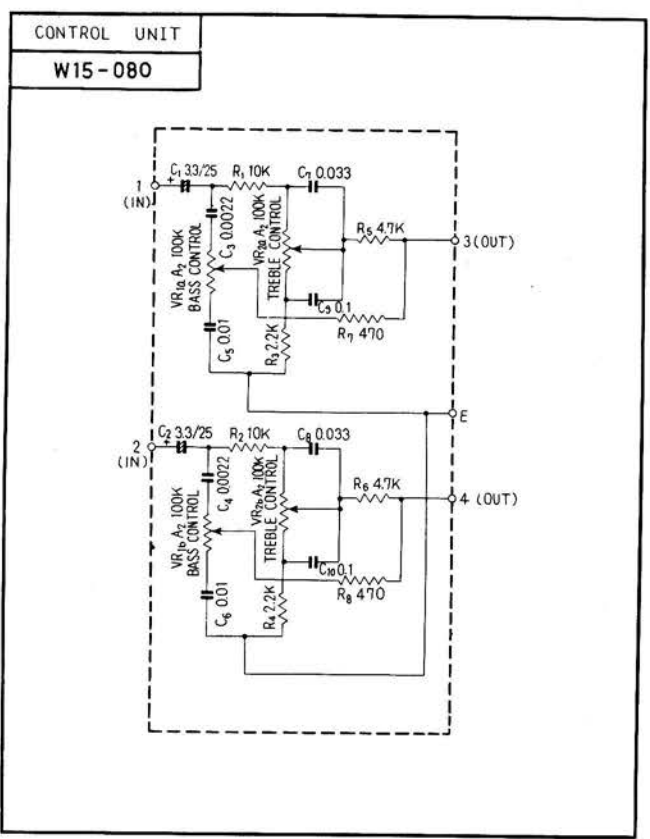 CONTROL UNIT
W15-080
C1 3.3/25
+
R1 10K
C7 0.033
1
(IN)
C3 0.0022
VR1a A2 100K
BASS CONTROL
VR2a A2 100K
TREBLE CONTROL
R5 4.7K
3(OUT)
C5 0.01
C9 0.1
R3 2.2K
R7 470
E
C2 3.3/25
+
R2 10K
C8 0.033
2
(IN)
C4 0.0022
VR1b A2 100K
BASS CONTROL
VR2b A2 100K
TREBLE CONTROL
R6 4.7K
4 (OUT)
C6 0.01
C10 0.1
R4 2.2K
R8 470